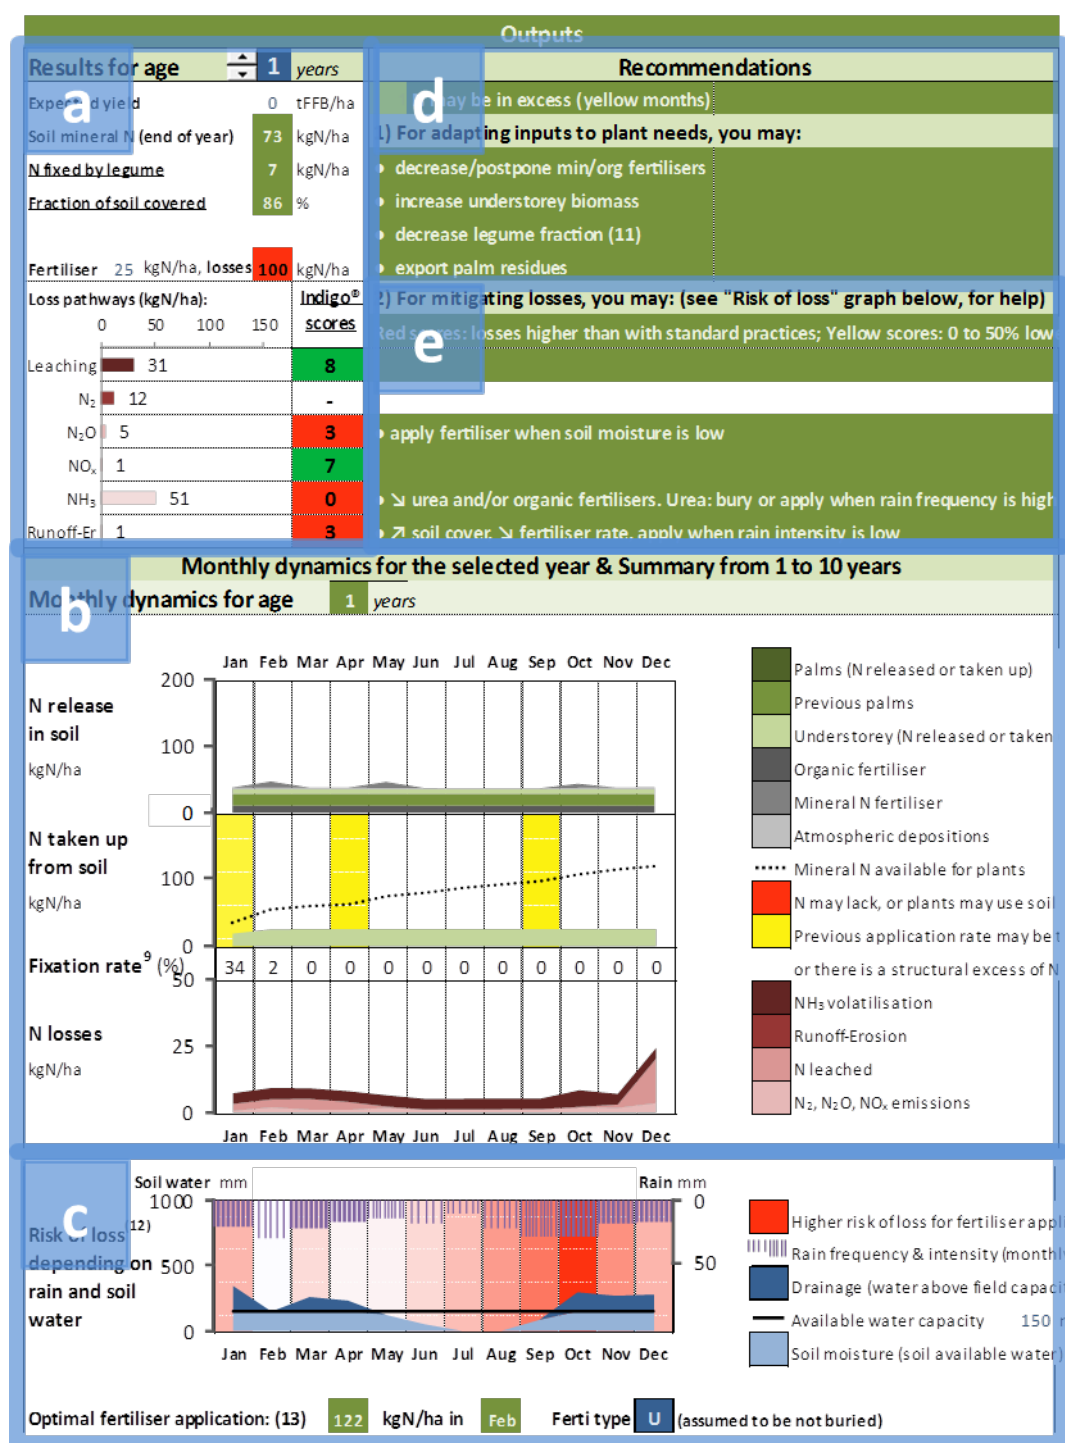 Outputs
Results for age 1 years
Expected yield 0 tFFB/ha
Soil mineral N (end of year) 73 kgN/ha
N fixed by legume 7 kgN/ha
Fraction of soil covered 86 %
Fertiliser 25 kgN/ha, losses 100 kgN/ha
Loss pathways (kgN/ha): Indigo® scores
0 50 100 150
Leaching 31 8
N₂ 12 -
N₂O 5 3
NOₓ 1 7
NH₃ 51 0
Runoff-Er 1 3
a
d
Recommendations
may be in excess (yellow months)
1) For adapting inputs to plant needs, you may:
• decrease/postpone min/org fertilisers
• increase understorey biomass
• decrease legume fraction (11)
• export palm residues
e
2) For mitigating losses, you may: (see "Risk of loss" graph below, for help)
Red scores: losses higher than with standard practices; Yellow scores: 0 to 50% low
• apply fertiliser when soil moisture is low
• ↘ urea and/or organic fertilisers. Urea: bury or apply when rain frequency is high
• ↗ soil cover, ↘ fertiliser rate, apply when rain intensity is low
Monthly dynamics for the selected year & Summary from 1 to 10 years
Monthly dynamics for age 1 years
b
Jan Feb Mar Apr May Jun Jul Aug Sep Oct Nov Dec
N release
in soil
kgN/ha
200
100
0
N taken up
from soil
kgN/ha
100
0
Fixation rate⁹ (%) 34 2 0 0 0 0 0 0 0 0 0 0
N losses
kgN/ha
50
25
0
Jan Feb Mar Apr May Jun Jul Aug Sep Oct Nov Dec
Palms (N released or taken up)
Previous palms
Understorey (N released or taken
Organic fertiliser
Mineral N fertiliser
Atmospheric depositions
Mineral N available for plants
N may lack, or plants may use soil
Previous application rate may be t
or there is a structural excess of N
NH₃ volatilisation
Runoff-Erosion
N leached
N₂, N₂O, NOₓ emissions
c
Soil water mm Rain mm
Risk of loss(12)
depending on
rain and soil
water
1000
500
0
0
50
Jan Feb Mar Apr May Jun Jul Aug Sep Oct Nov Dec
Higher risk of loss for fertiliser appl
Rain frequency & intensity (monthl
Drainage (water above field capaci
Available water capacity 150
Soil moisture (soil available water)
Optimal fertiliser application: (13) 122 kgN/ha in Feb Ferti type U (assumed to be not buried)